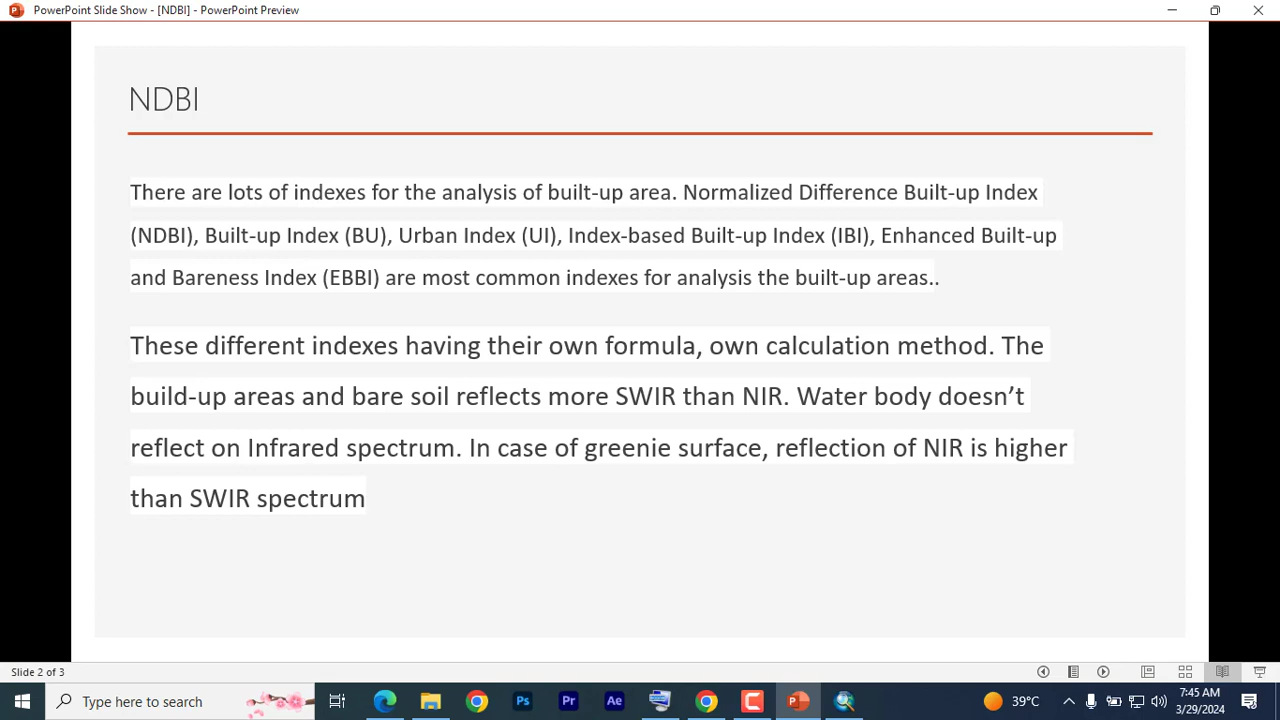 PowerPoint Slide Show - [NDBI] - PowerPoint Preview
NDBI
There are lots of indexes for the analysis of built-up area. Normalized Difference Built-up Index
(NDBI), Built-up Index (BU), Urban Index (UI), Index-based Built-up Index (IBI), Enhanced Built-up
and Bareness Index (EBBI) are most common indexes for analysis the built-up areas..
These different indexes having their own formula, own calculation method. The
build-up areas and bare soil reflects more SWIR than NIR. Water body doesn’t
reflect on Infrared spectrum. In case of greenie surface, reflection of NIR is higher
than SWIR spectrum
Slide 2 of 3
Type here to search
Ps
Pr
Ae
39°C
7:45 AM
3/29/2024